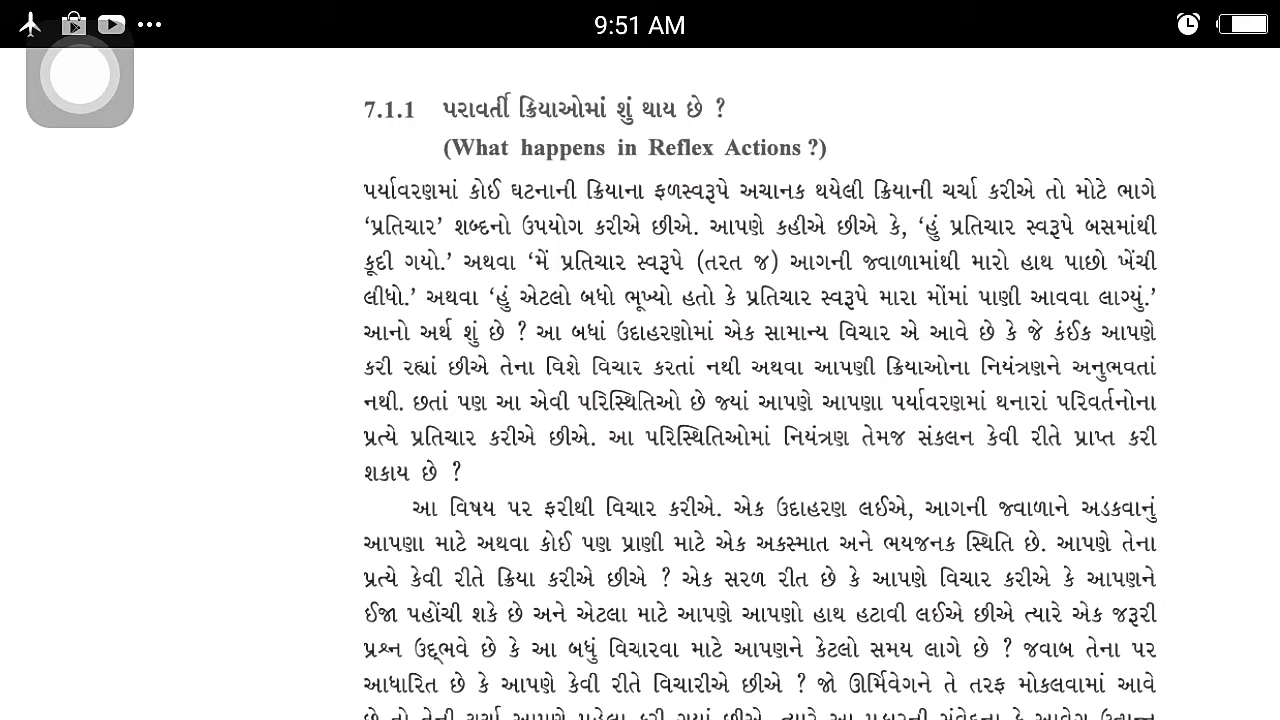 9:51 AM
7.1.1 પરાવર્તી ક્રિયાઓમાં શું થાય છે ?
(What happens in Reflex Actions ?)
પર્યાવરણમાં કોઈ ઘટનાની ક્રિયાના ફળસ્વરૂપે અચાનક થયેલી ક્રિયાની ચર્ચા કરીએ તો મોટે ભાગે
‘પ્રતિચાર’ શબ્દનો ઉપયોગ કરીએ છીએ. આપણે કહીએ છીએ કે, ‘હું પ્રતિચાર સ્વરૂપે બસમાંથી
કૂદી ગયો.’ અથવા ‘મેં પ્રતિચાર સ્વરૂપે (તરત જ) આગની જ્વાળામાંથી મારો હાથ પાછો ખેંચી
લીધો.’ અથવા ‘હું એટલો બધો ભૂખ્યો હતો કે પ્રતિચાર સ્વરૂપે મારા મોંમાં પાણી આવવા લાગ્યું.’
આનો અર્થ શું છે ? આ બધાં ઉદાહરણોમાં એક સામાન્ય વિચાર એ આવે છે કે જે કંઈક આપણે
કરી રહ્યાં છીએ તેના વિશે વિચાર કરતાં નથી અથવા આપણી ક્રિયાઓના નિયંત્રણને અનુભવતાં
નથી. છતાં પણ આ એવી પરિસ્થિતિઓ છે જ્યાં આપણે આપણા પર્યાવરણમાં થનારાં પરિવર્તનોના
પ્રત્યે પ્રતિચાર કરીએ છીએ. આ પરિસ્થિતિઓમાં નિયંત્રણ તેમજ સંકલન કેવી રીતે પ્રાપ્ત કરી
શકાય છે ?
આ વિષય પર ફરીથી વિચાર કરીએ. એક ઉદાહરણ લઈએ, આગની જ્વાળાને અડકવાનું
આપણા માટે અથવા કોઈ પણ પ્રાણી માટે એક અકસ્માત અને ભયજનક સ્થિતિ છે. આપણે તેના
પ્રત્યે કેવી રીતે ક્રિયા કરીએ છીએ ? એક સરળ રીત છે કે આપણે વિચાર કરીએ કે આપણને
ઈજા પહોંચી શકે છે અને એટલા માટે આપણે આપણો હાથ હટાવી લઈએ છીએ ત્યારે એક જરૂરી
પ્રશ્ન ઉદ્દભવે છે કે આ બધું વિચારવા માટે આપણને કેટલો સમય લાગે છે ? જવાબ તેના પર
આધારિત છે કે આપણે કેવી રીતે વિચારીએ છીએ ? જો ઊર્મિવેગને તે તરફ મોકલવામાં આવે